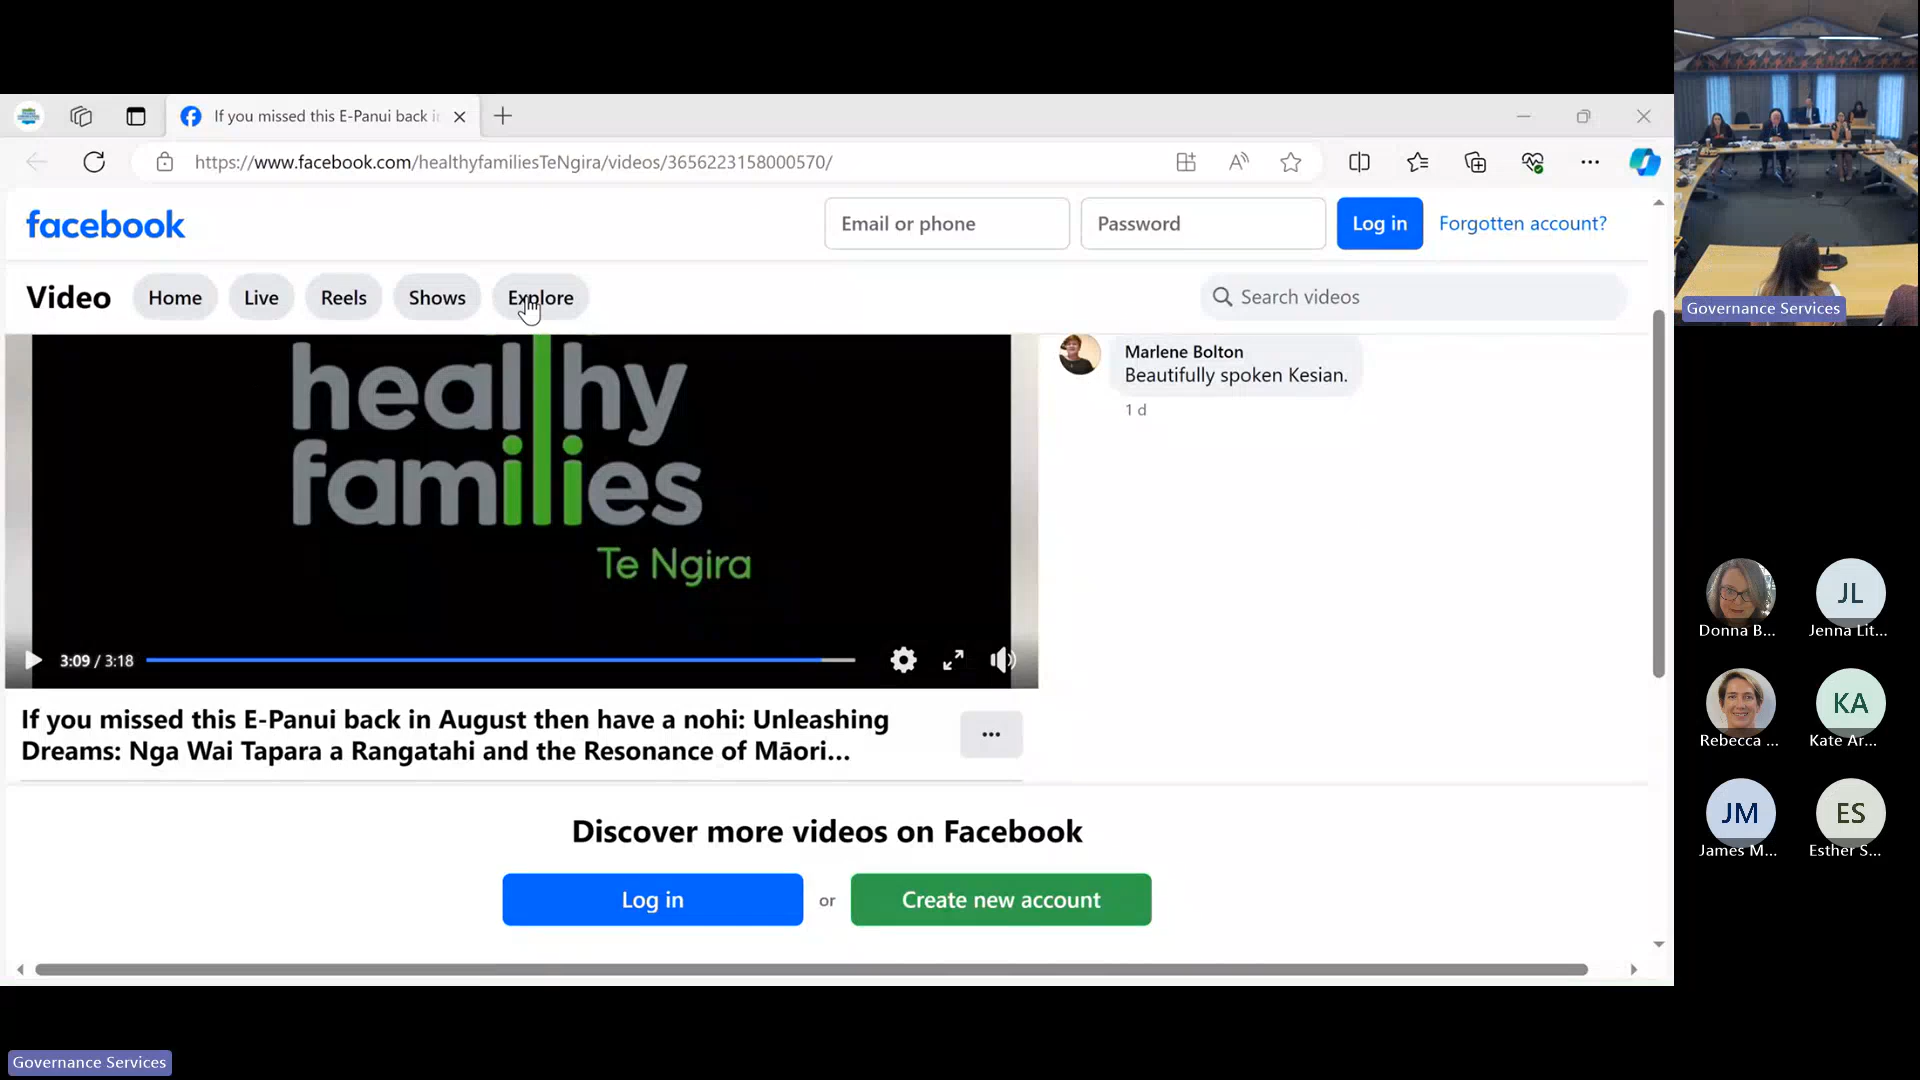 If you missed this E-Panui back i
https://www.facebook.com/healthyfamiliesTeNgira/videos/3656223158000570/
facebook
Email or phone
Password
Log in
Forgotten account?
Video
Home
Live
Reels
Shows
Explore
Search videos
healthy
families
Te Ngira
3:09 / 3:18
Marlene Bolton
Beautifully spoken Kesian.
1 d
If you missed this E-Panui back in August then have a nohi: Unleashing
Dreams: Nga Wai Tapara a Rangatahi and the Resonance of Māori...
...
Discover more videos on Facebook
Log in
or
Create new account
Governance Services
JL
Donna B...
Jenna Lit...
KA
Rebecca ...
Kate Ar...
JM
ES
James M...
Esther S...
Governance Services